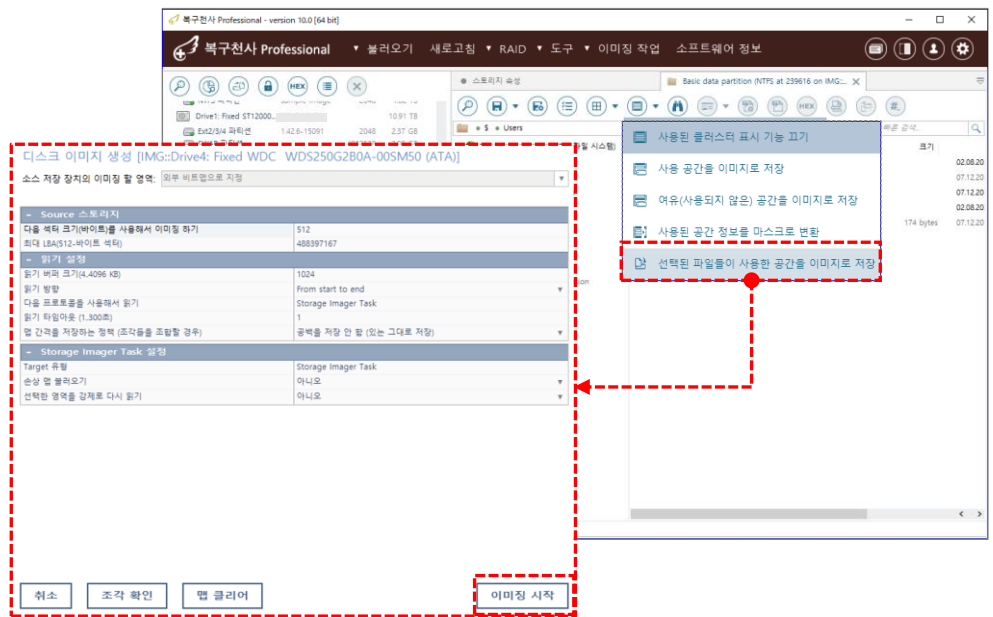 복구천사 Professional - version 10.0 [64 bit]
복구천사 Professional ▼ 불러오기 새로고침 ▼ RAID ▼ 도구 ▼ 이미징 작업 소프트웨어 정보
스토리지 속성
Basic data partition (NTFS at 239616 on IMG:...
HEX
HEX
Drive1: Fixed ST12000... 10.91 TB
Ext2/3/4 파티션 1.42.6-15091 2048 2.37 GB
$ Users
빠른 검색..
일 시스템)
크기
사용된 클러스터 표시 기능 끄기
사용 공간을 이미지로 저장
여유(사용되지 않은) 공간을 이미지로 저장
사용된 공간 정보를 마스크로 변환
선택된 파일들이 사용한 공간을 이미지로 저장
02.08.20
07.12.20
07.12.20
02.08.20
174 bytes 07.12.20
디스크 이미지 생성 [IMG::Drive4: Fixed WDC WDS250G2B0A-00SM50 (ATA)]
소스 저장 장치의 이미징 할 영역: 외부 비트맵으로 지정
− Source 스토리지
다음 섹터 크기(바이트)를 사용해서 이미징 하기 512
최대 LBA(512-바이트 섹터) 488397167
− 읽기 설정
읽기 버퍼 크기(4,4096 KB) 1024
읽기 방향 From start to end
다음 프로토콜을 사용해서 읽기 Storage Imager Task
읽기 타임아웃 (1..300초) 1
맵 간격을 저장하는 정책 (조각들을 조합할 경우) 공백을 저장 안 함 (있는 그대로 저장)
− Storage Imager Task 설정
Target 유형 Storage Imager Task
손상 맵 불러오기 아니오
선택한 영역을 강제로 다시 읽기 아니오
취소 조각 확인 맵 클리어 이미징 시작